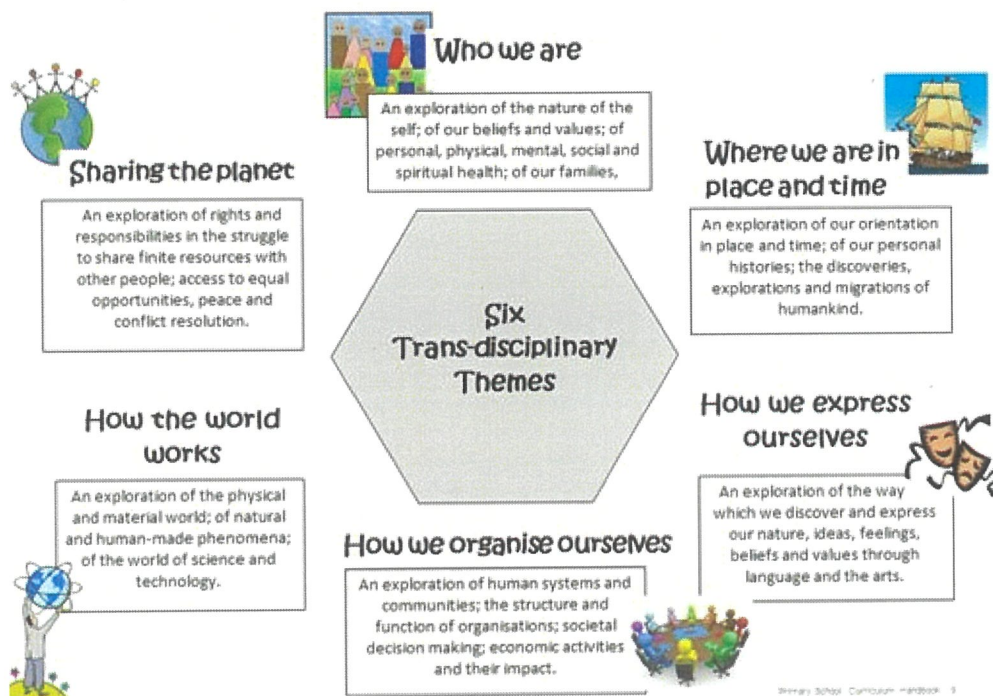 Who we are
An exploration of the nature of the
self; of our beliefs and values; of
personal, physical, mental, social and
spiritual health; of our families,
Where we are in
place and time
An exploration of our orientation
in place and time; of our personal
histories; the discoveries,
explorations and migrations of
humankind.
How we express
ourselves
An exploration of the way
which we discover and express
our nature, ideas, feelings,
beliefs and values through
language and the arts.
How we organise ourselves
An exploration of human systems and
communities; the structure and
function of organisations; societal
decision making; economic activities
and their impact.
How the world
works
An exploration of the physical
and material world; of natural
and human-made phenomena;
of the world of science and
technology.
Sharing the planet
An exploration of rights and
responsibilities in the struggle
to share finite resources with
other people; access to equal
opportunities, peace and
conflict resolution.
Six
Trans-disciplinary
Themes
Primary School Curriculum Handbook